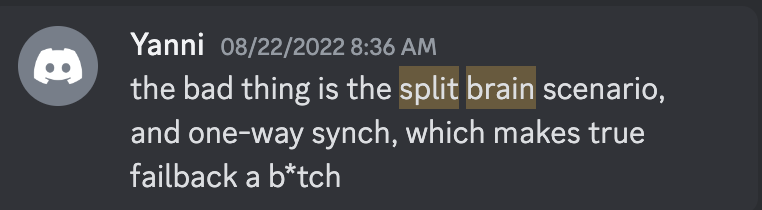 Yanni 08/22/2022 8:36 AM
the bad thing is the split brain scenario,
and one-way synch, which makes true
failback a b*tch